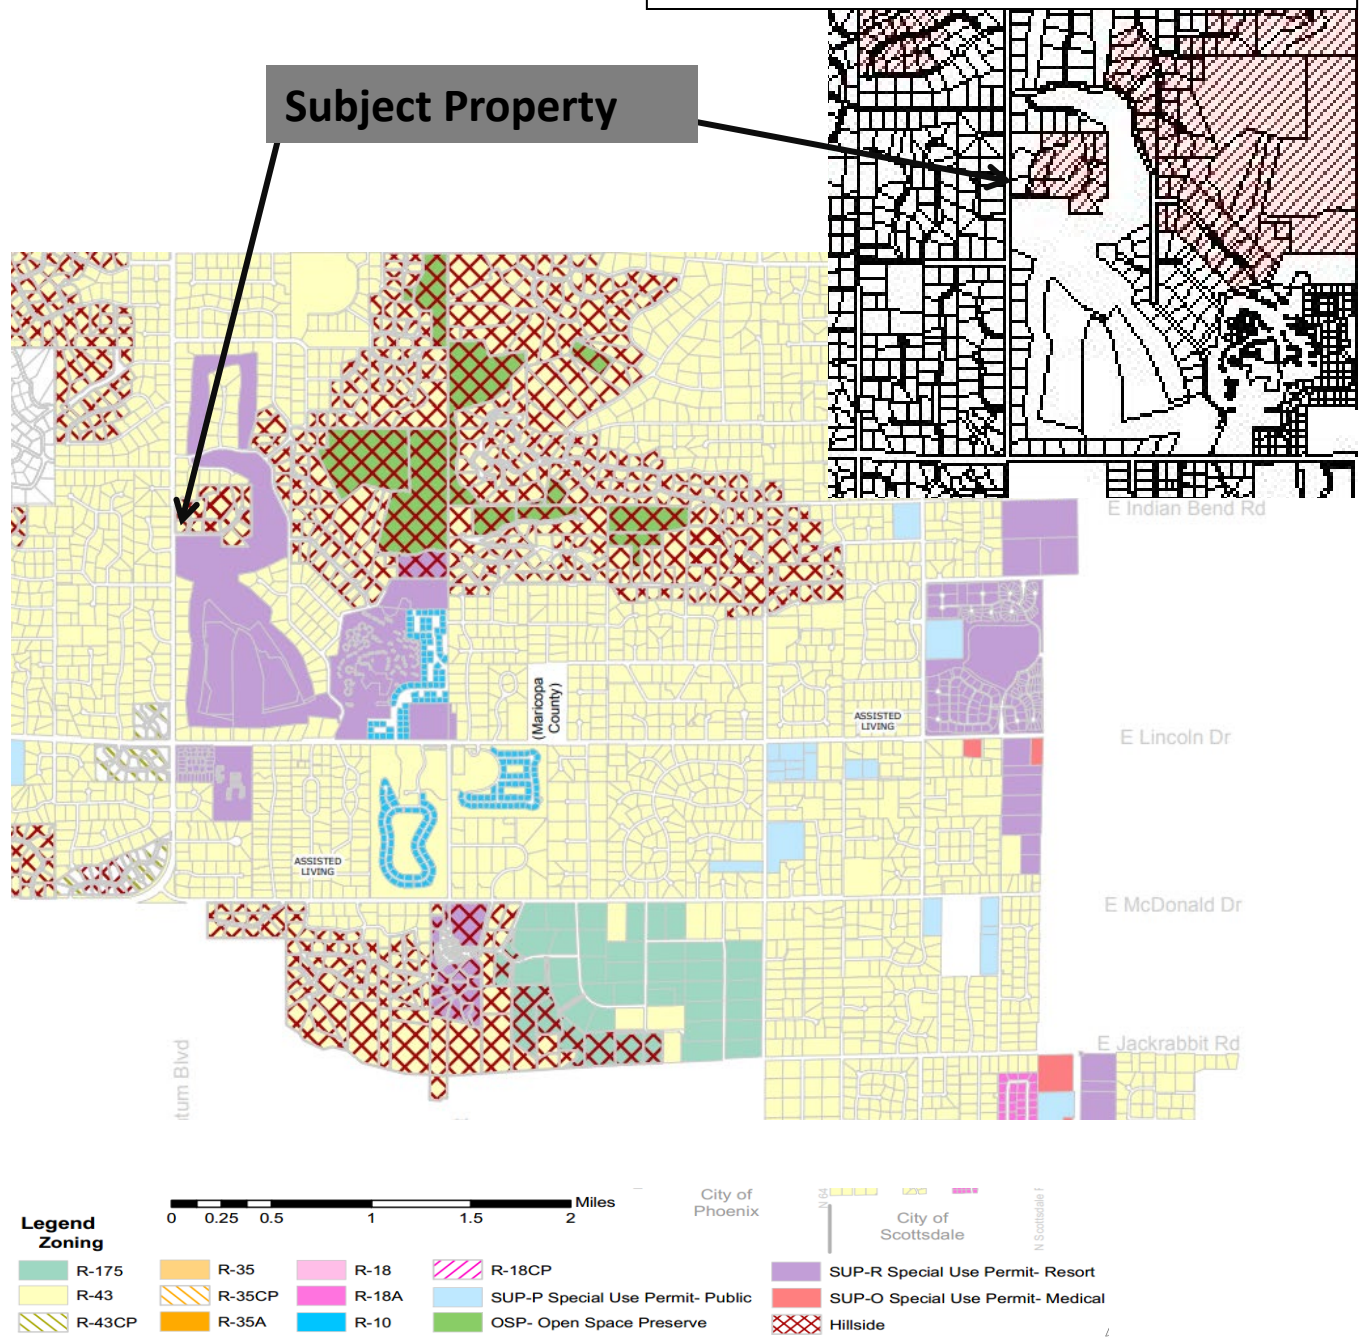 Subject Property
E Indian Bend Rd
(Maricopa
County)
ASSISTED
LIVING
E Lincoln Dr
ASSISTED
LIVING
E McDonald Dr
E Jackrabbit Rd
tum Blvd
Miles
0 0.25 0.5 1 1.5 2
City of
Phoenix
N 64
City of
Scottsdale
N Scottsdale
Legend
Zoning
R-175 R-35 R-18 R-18CP SUP-R Special Use Permit- Resort
R-43 R-35CP R-18A SUP-P Special Use Permit- Public SUP-O Special Use Permit- Medical
R-43CP R-35A R-10 OSP- Open Space Preserve Hillside